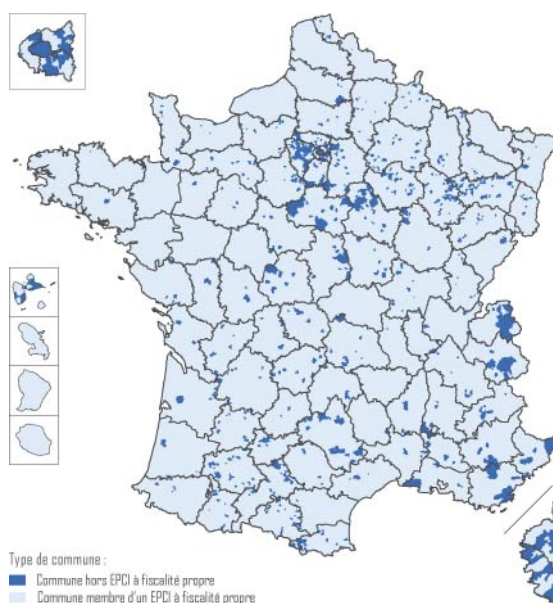 Type de commune :
Commune hors EPCI à fiscalité propre
Commune membre d'un EPCI à fiscalité propre